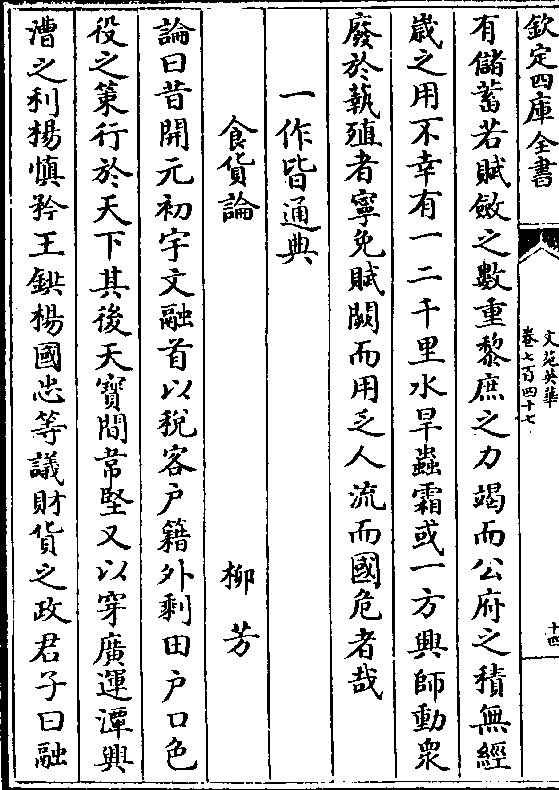 欽定四庫全書
文苑英華
卷七百四十七
十四
有儲蓄若賦斂之數重黎庶之力竭而公府之積無經
歲之用不幸有一二千里水旱蟲霜或一方興師動衆
廢於執殖者寧免賦闕而用乏人流而國危者哉
一作皆通典
食貨論 柳芳
論曰昔開元初宇文融首以稅客户籍外剩田户口色
役之策行於天下其後天寶間韋堅又以穿廣運潭興
漕之利楊慎矜王鉷楊國忠等議財貨之政君子曰融